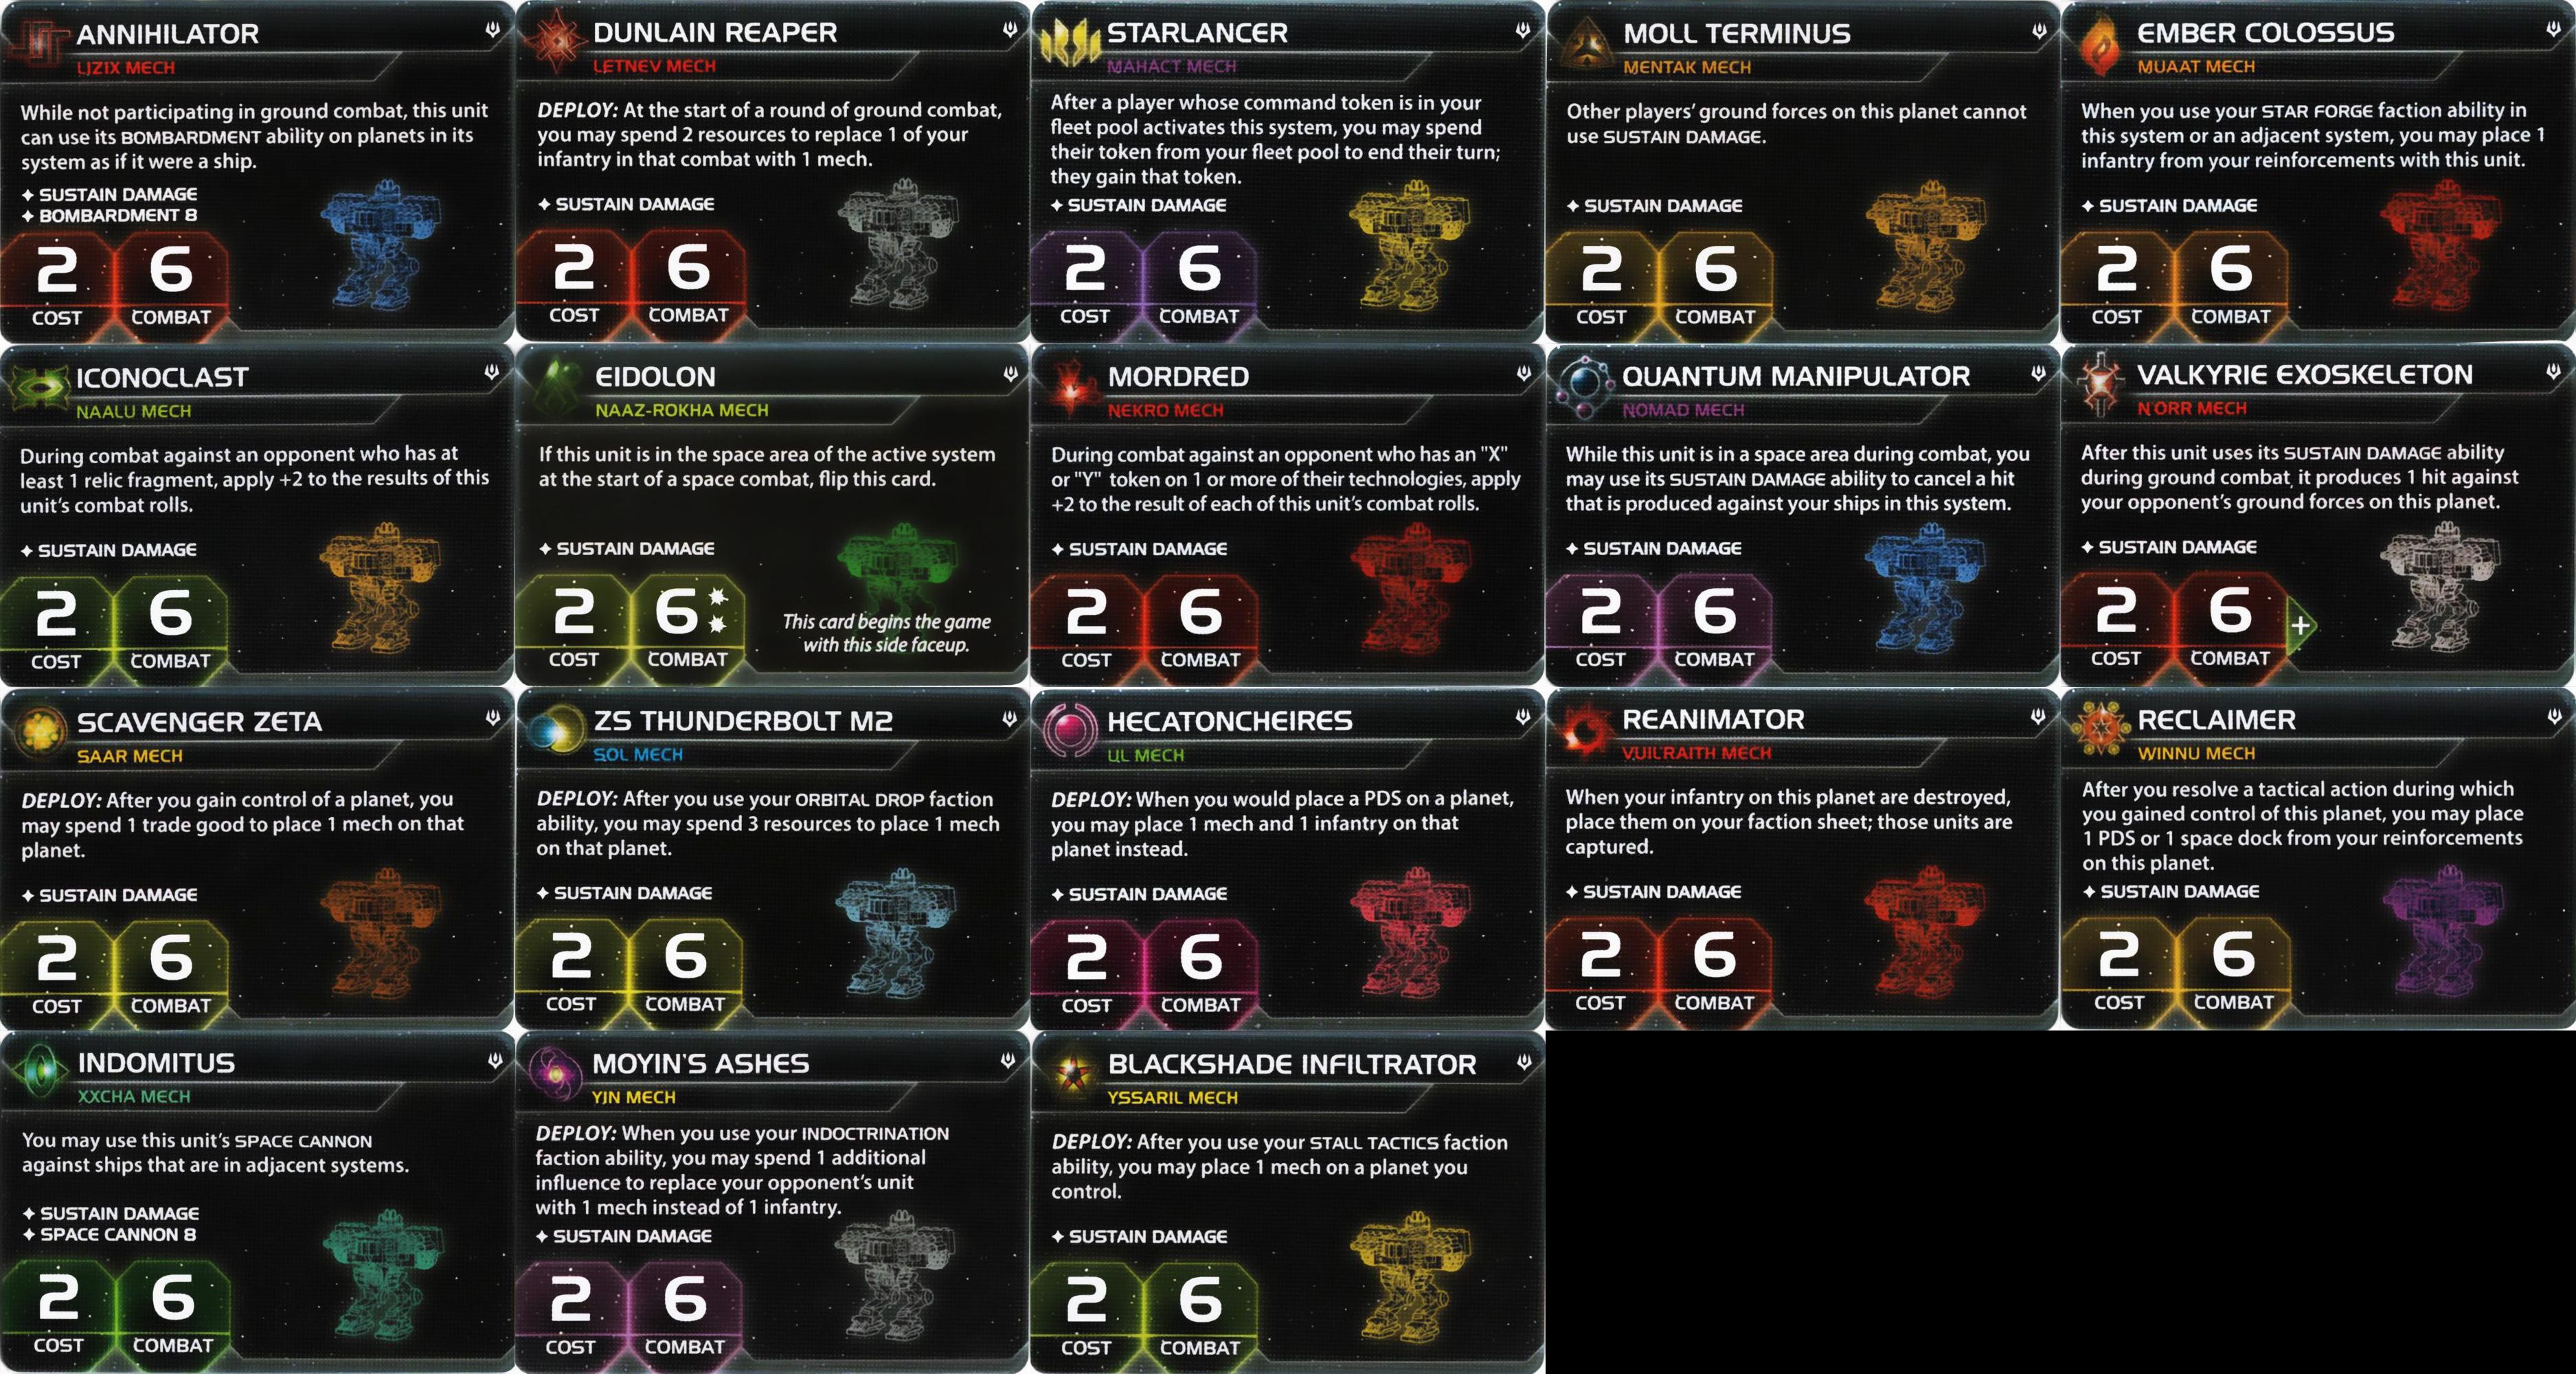 ANNIHILATOR
L1Z1X MECH
While not participating in ground combat, this unit
can use its BOMBARDMENT ability on planets in its
system as if it were a ship.
✦ SUSTAIN DAMAGE
✦ BOMBARDMENT 8
2 6
COST COMBAT
DUNLAIN REAPER
LETNEV MECH
DEPLOY: At the start of a round of ground combat,
you may spend 2 resources to replace 1 of your
infantry in that combat with 1 mech.
✦ SUSTAIN DAMAGE
2 6
COST COMBAT
STARLANCER
MAHACT MECH
After a player whose command token is in your
fleet pool activates this system, you may spend
their token from your fleet pool to end their turn;
they gain that token.
✦ SUSTAIN DAMAGE
2 6
COST COMBAT
MOLL TERMINUS
MENTAK MECH
Other players' ground forces on this planet cannot
use SUSTAIN DAMAGE.
✦ SUSTAIN DAMAGE
2 6
COST COMBAT
EMBER COLOSSUS
MUAAT MECH
When you use your STAR FORGE faction ability in
this system or an adjacent system, you may place 1
infantry from your reinforcements with this unit.
✦ SUSTAIN DAMAGE
2 6
COST COMBAT
ICONOCLAST
NAALU MECH
During combat against an opponent who has at
least 1 relic fragment, apply +2 to the results of this
unit's combat rolls.
✦ SUSTAIN DAMAGE
2 6
COST COMBAT
EIDOLON
NAAZ-ROKHA MECH
If this unit is in the space area of the active system
at the start of a space combat, flip this card.
✦ SUSTAIN DAMAGE
2 6
COST COMBAT
This card begins the game
with this side faceup.
MORDRED
NEKRO MECH
During combat against an opponent who has an "X"
or "Y" token on 1 or more of their technologies, apply
+2 to the result of each of this unit's combat rolls.
✦ SUSTAIN DAMAGE
2 6
COST COMBAT
QUANTUM MANIPULATOR
NOMAD MECH
While this unit is in a space area during combat, you
may use its SUSTAIN DAMAGE ability to cancel a hit
that is produced against your ships in this system.
✦ SUSTAIN DAMAGE
2 6
COST COMBAT
VALKYRIE EXOSKELETON
N'ORR MECH
After this unit uses its SUSTAIN DAMAGE ability
during ground combat, it produces 1 hit against
your opponent's ground forces on this planet.
✦ SUSTAIN DAMAGE
2 6 +
COST COMBAT
SCAVENGER ZETA
SAAR MECH
DEPLOY: After you gain control of a planet, you
may spend 1 trade good to place 1 mech on that
planet.
✦ SUSTAIN DAMAGE
2 6
COST COMBAT
ZS THUNDERBOLT M2
SOL MECH
DEPLOY: After you use your ORBITAL DROP faction
ability, you may spend 3 resources to place 1 mech
on that planet.
✦ SUSTAIN DAMAGE
2 6
COST COMBAT
HECATONCHEIRES
UL MECH
DEPLOY: When you would place a PDS on a planet,
you may place 1 mech and 1 infantry on that
planet instead.
✦ SUSTAIN DAMAGE
2 6
COST COMBAT
REANIMATOR
VUIL'RAITH MECH
When your infantry on this planet are destroyed,
place them on your faction sheet; those units are
captured.
✦ SUSTAIN DAMAGE
2 6
COST COMBAT
RECLAIMER
WINNU MECH
After you resolve a tactical action during which
you gained control of this planet, you may place
1 PDS or 1 space dock from your reinforcements
on this planet.
✦ SUSTAIN DAMAGE
2 6
COST COMBAT
INDOMITUS
XXCHA MECH
You may use this unit's SPACE CANNON
against ships that are in adjacent systems.
✦ SUSTAIN DAMAGE
✦ SPACE CANNON 8
2 6
COST COMBAT
MOYIN'S ASHES
YIN MECH
DEPLOY: When you use your INDOCTRINATION
faction ability, you may spend 1 additional
influence to replace your opponent's unit
with 1 mech instead of 1 infantry.
✦ SUSTAIN DAMAGE
2 6
COST COMBAT
BLACKSHADE INFILTRATOR
YSSARIL MECH
DEPLOY: After you use your STALL TACTICS faction
ability, you may place 1 mech on a planet you
control.
✦ SUSTAIN DAMAGE
2 6
COST COMBAT